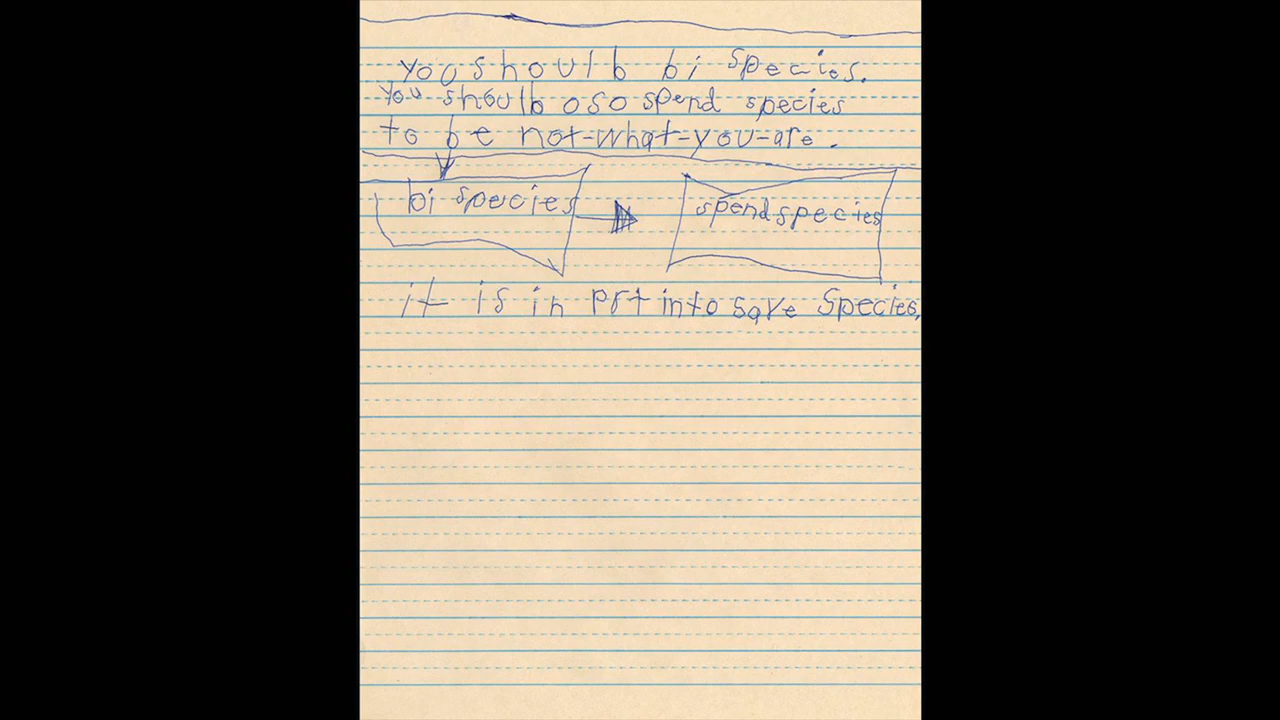 you shoulb bi species.
You shoulb oso spend species
to be not-what-you-are.
bi species
spend species
it is in prt into save species.